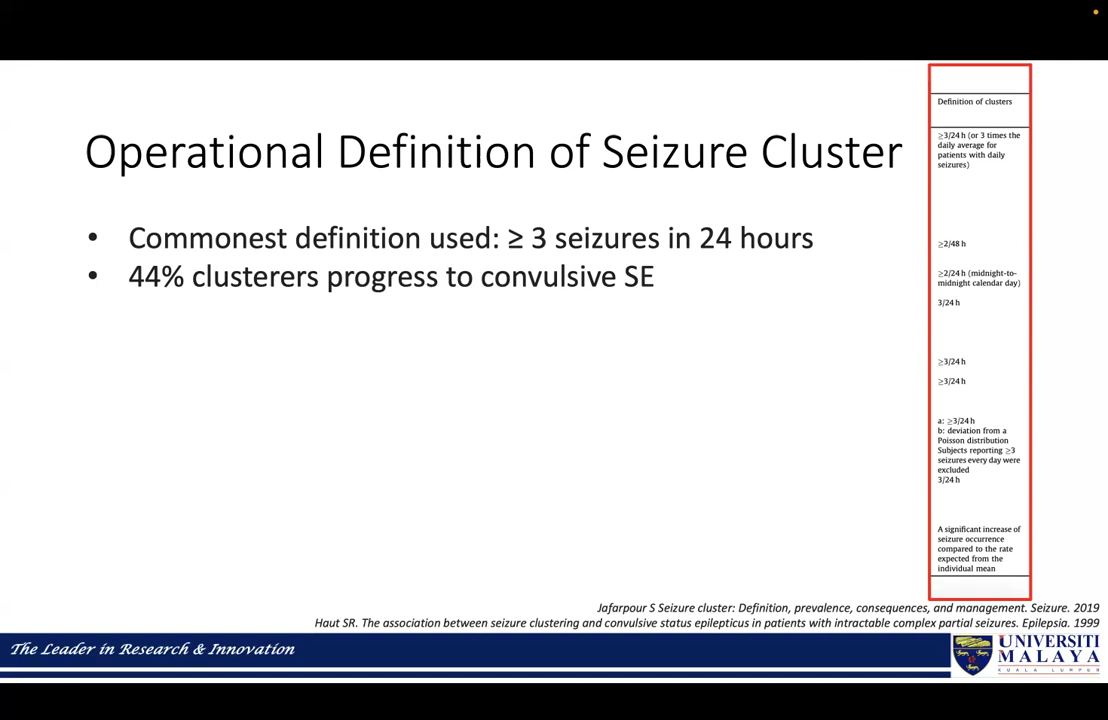 Operational Definition of Seizure Cluster
• Commonest definition used: ≥ 3 seizures in 24 hours
• 44% clusterers progress to convulsive SE
Definition of clusters
≥3/24 h (or 3 times the
daily average for
patients with daily
seizures)
≥2/48 h
≥2/24 h (midnight-to-
midnight calendar day)
3/24 h
≥3/24 h
≥3/24 h
a: ≥3/24 h
b: deviation from a
Poisson distribution
Subjects reporting ≥3
seizures every day were
excluded
3/24 h
A significant increase of
seizure occurrence
compared to the rate
expected from the
individual mean
Jafarpour S Seizure cluster: Definition, prevalence, consequences, and management. Seizure. 2019
Haut SR. The association between seizure clustering and convulsive status epilepticus in patients with intractable complex partial seizures. Epilepsia. 1999
The Leader in Research & Innovation
UNIVERSITI
MALAYA
KUALA LUMPUR